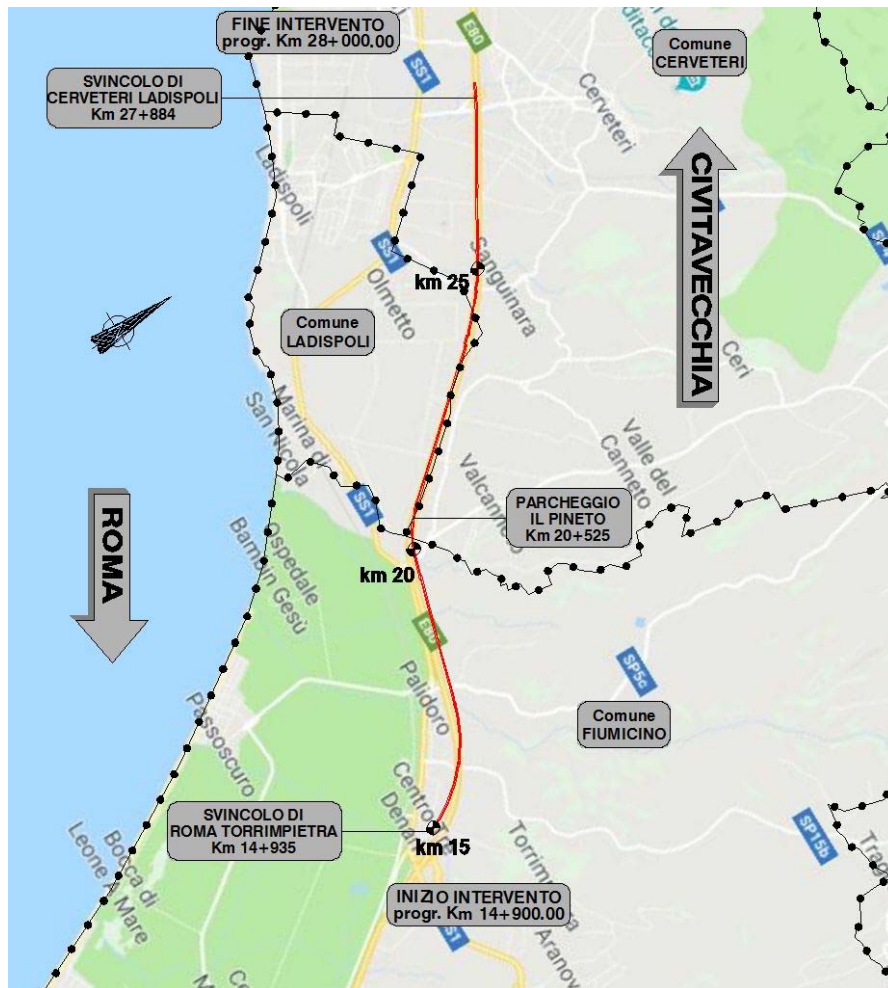 FINE INTERVENTO
progr. Km 28+000.00
E80
Comune
CERVETERI
SS1
SVINCOLO DI
CERVETERI LADISPOLI
Km 27+884
Cerveteri
Ladispoli
CIVITAVECCHIA
SS1
Olmetto
Sanguinara
km 25
Comune
LADISPOLI
Ceri
Marina di
San Nicola
Valle del
Canneto
Valcanneto
SS1
PARCHEGGIO
IL PINETO
Km 20+525
ROMA
Ospedale
Bambin Gesù
km 20
E80
SP5c
Palidoro
Passoscuro
Comune
FIUMICINO
Centro
SVINCOLO DI
ROMA TORRIMPIETRA
Km 14+935
km 15
SP15b
Bocca di
Leone A Mare
INIZIO INTERVENTO
progr. Km 14+900.00
SS1
Aranov